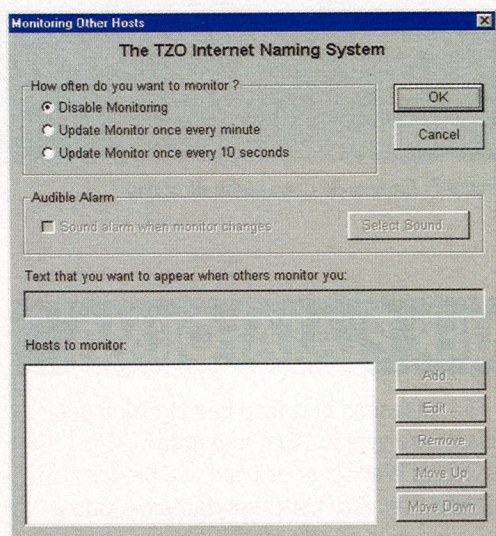 Monitoring Other Hosts
The TZO Internet Naming System
How often do you want to monitor ?
Disable Monitoring
Update Monitor once every minute
Update Monitor once every 10 seconds
OK
Cancel
Audible Alarm
Sound alarm when monitor changes
Select Sound...
Text that you want to appear when others monitor you:
Hosts to monitor:
Add...
Edit...
Remove
Move Up
Move Down